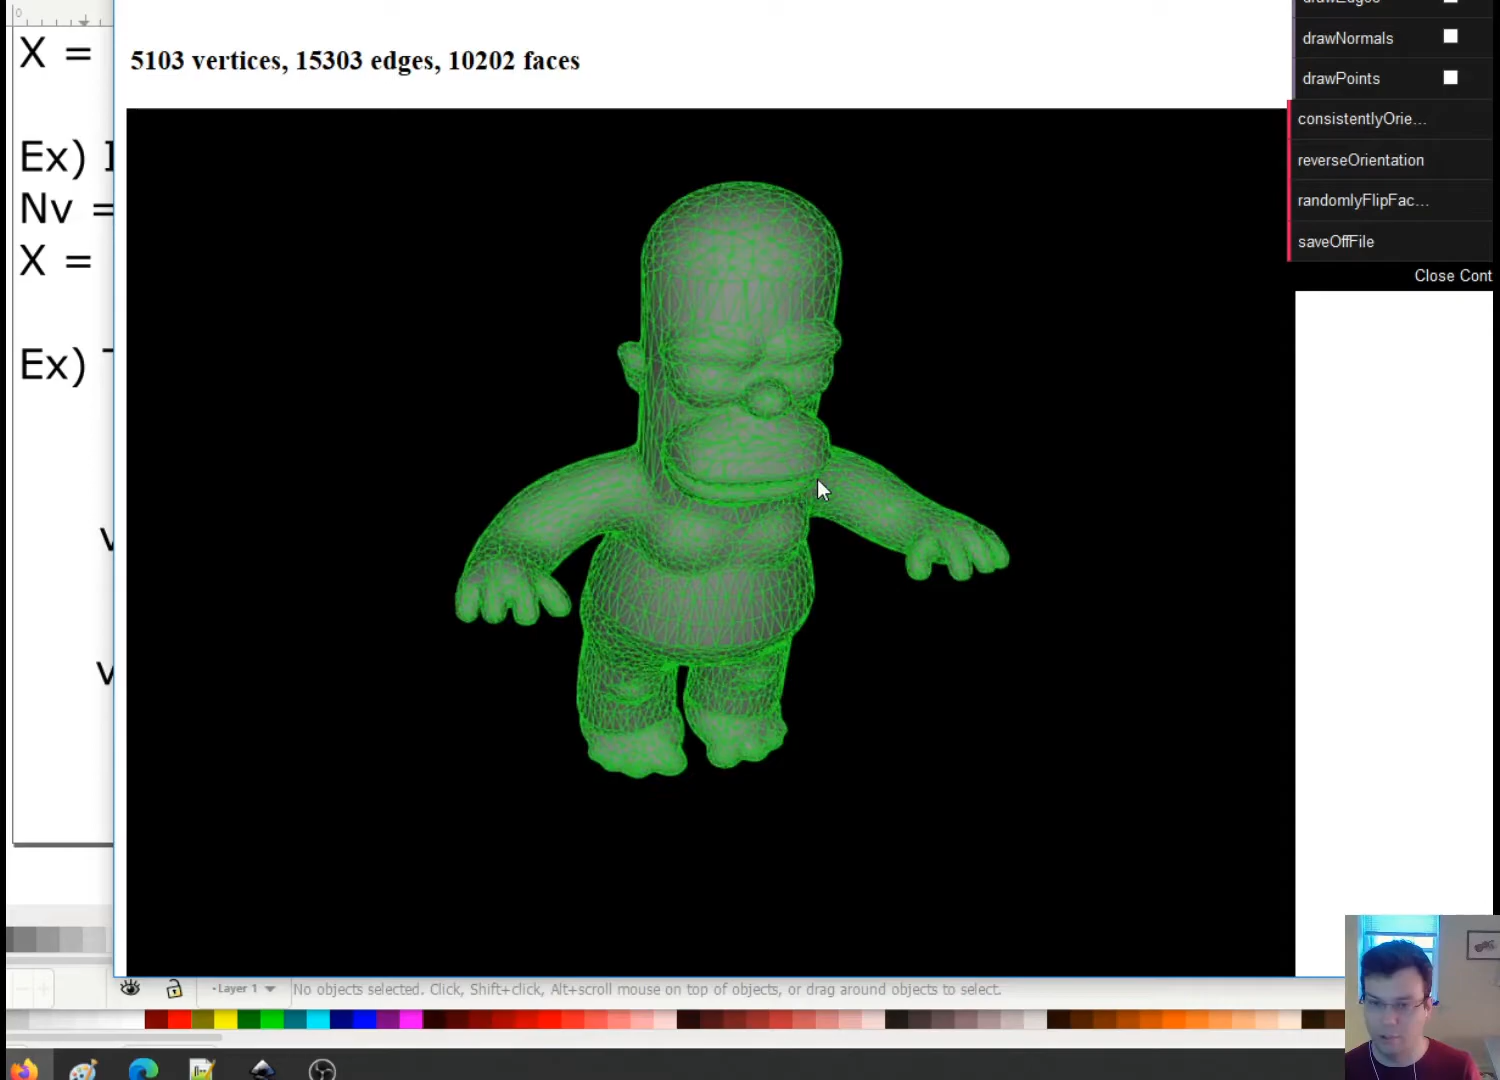 0
X =
Ex)
Nv =
X =
Ex)
5103 vertices, 15303 edges, 10202 faces
drawEdges
drawNormals
drawPoints
consistentlyOrie...
reverseOrientation
randomlyFlipFac...
saveOffFile
Close Cont
Layer 1
No objects selected. Click, Shift+click, Alt+scroll mouse on top of objects, or drag around objects to select.